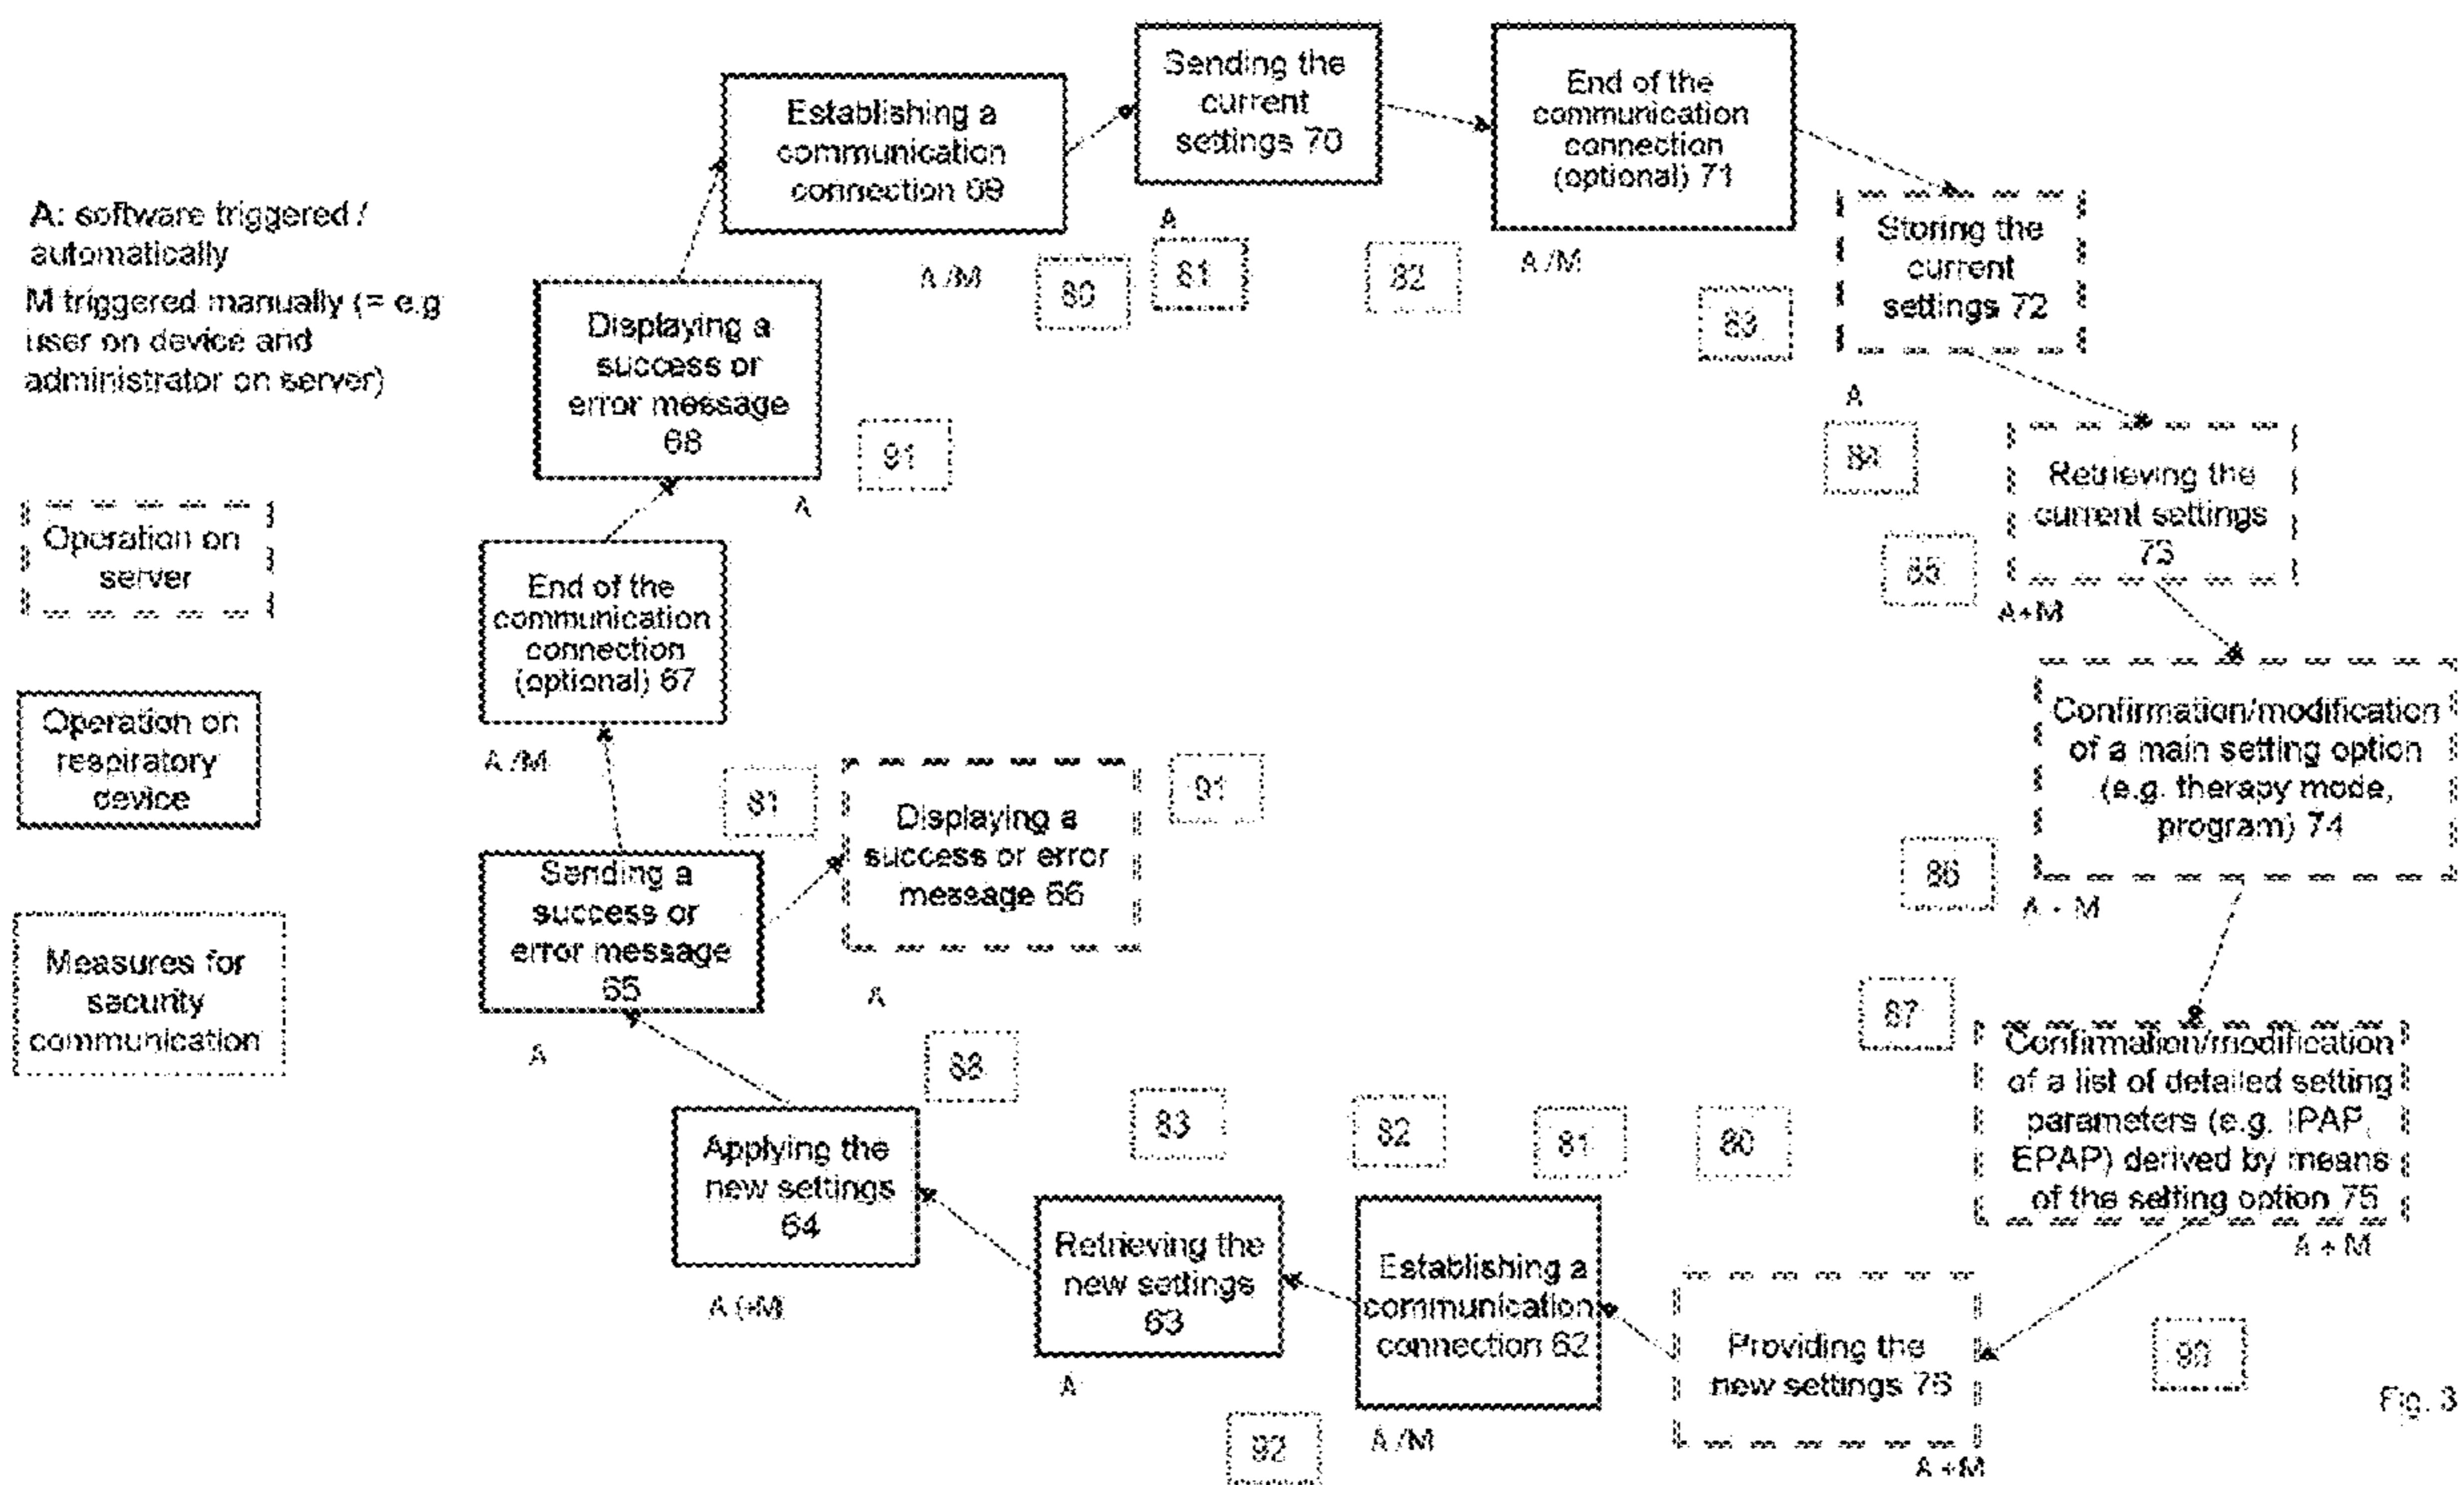 A: software triggered /
automatically
M triggered manually (= e.g
user on device and
administrator on server)
Operation on
server
Operation on
respiratory
device
Measures for
security
communication
Establishing a
communication
connection 69
A /M
80
Sending the
current
settings 70
A
81
82
End of the
communication
connection
(optional) 71
A /M
83
Storing the
current
settings 72
A
84
Retrieving the
current settings
73
85
A+M
Confirmation/modification
of a main setting option
(e.g. therapy mode,
program) 74
86
A + M
87
Confirmation/modification
of a list of detailed setting
parameters (e.g. IPAP,
EPAP) derived by means
of the setting option 75
A + M
90
Providing the
new settings 76
A +M
80
81
82
Establishing a
communication
connection 62
A /M
92
83
Retrieving the
new settings
63
A
88
Applying the
new settings
64
A (+M)
Sending a
success or
error message
65
A
81
Displaying a
success or error
message 66
A
91
End of the
communication
connection
(optional) 67
A /M
Displaying a
success or
error message
68
A
91
Fig. 3